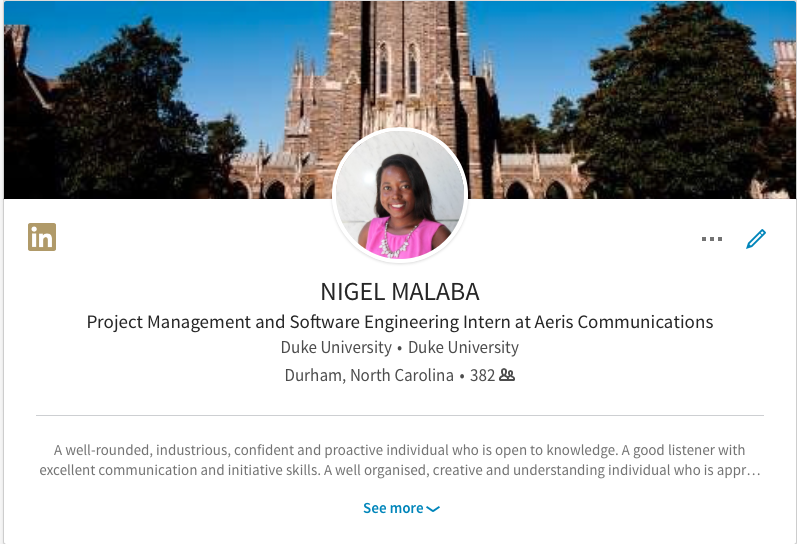 in
NIGEL MALABA
Project Management and Software Engineering Intern at Aeris Communications
Duke University • Duke University
Durham, North Carolina • 382
A well-rounded, industrious, confident and proactive individual who is open to knowledge. A good listener with
excellent communication and initiative skills. A well organised, creative and understanding individual who is appr…
See more